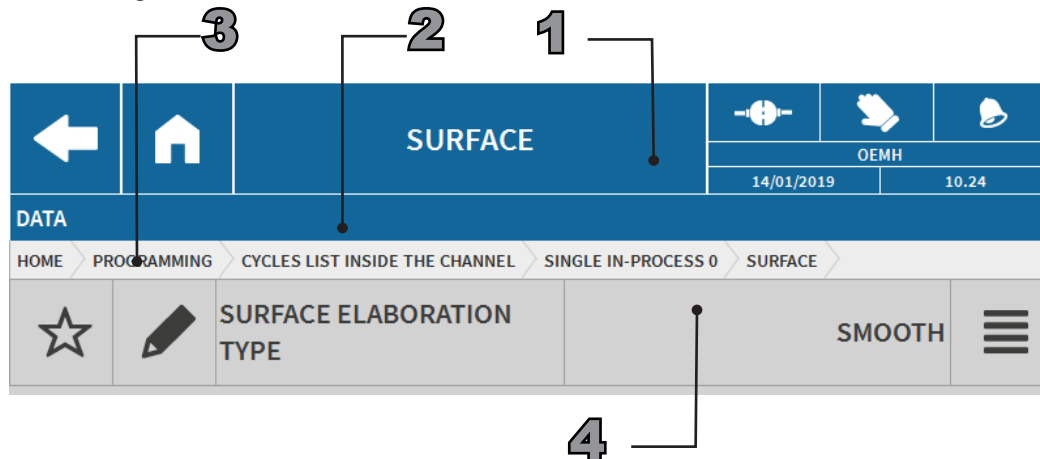 3 2 1
SURFACE
OEMH
14/01/2019 10.24
DATA
HOME PROGRAMMING CYCLES LIST INSIDE THE CHANNEL SINGLE IN-PROCESS 0 SURFACE
SURFACE ELABORATION
TYPE
SMOOTH
4